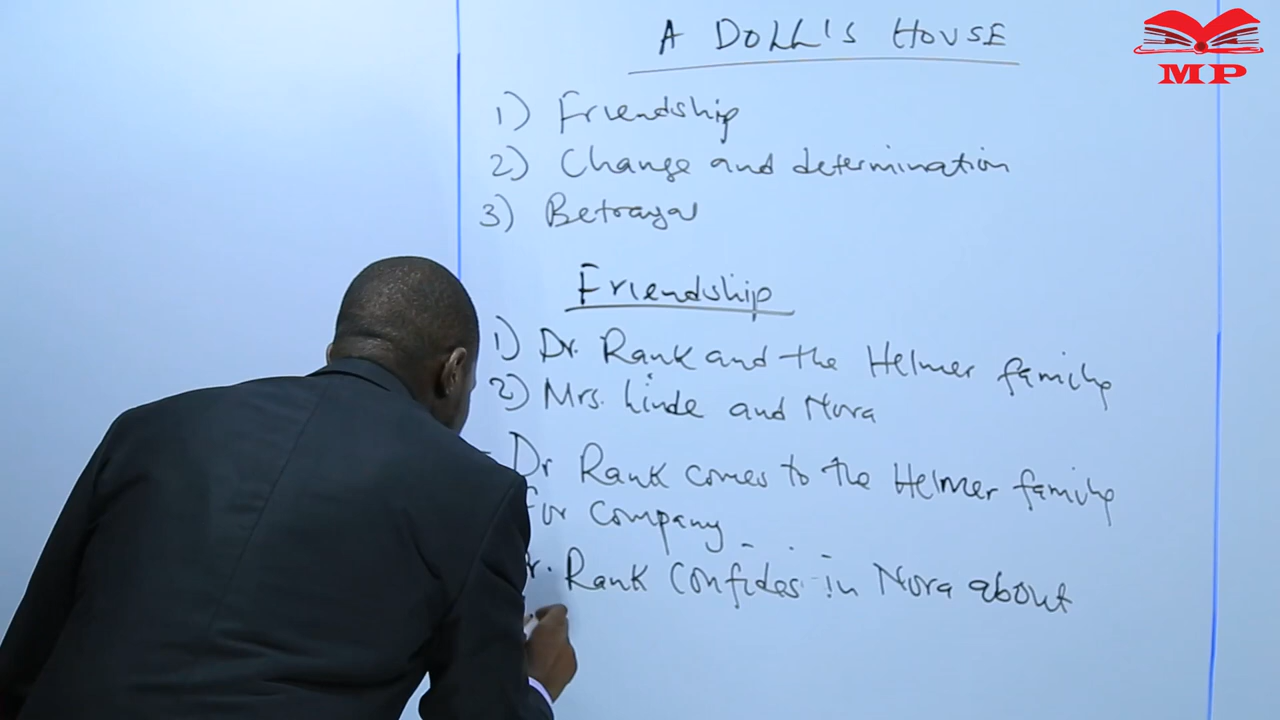 A DOLL'S HOUSE
MP
1) Friendship
2) Change and determination
3) Betrayal
Friendship
1) Dr. Rank and the Helmer family
2) Mrs. Linde and Nora
- Dr Rank comes to the Helmer family
For Company
Dr. Rank Confides in Nora about